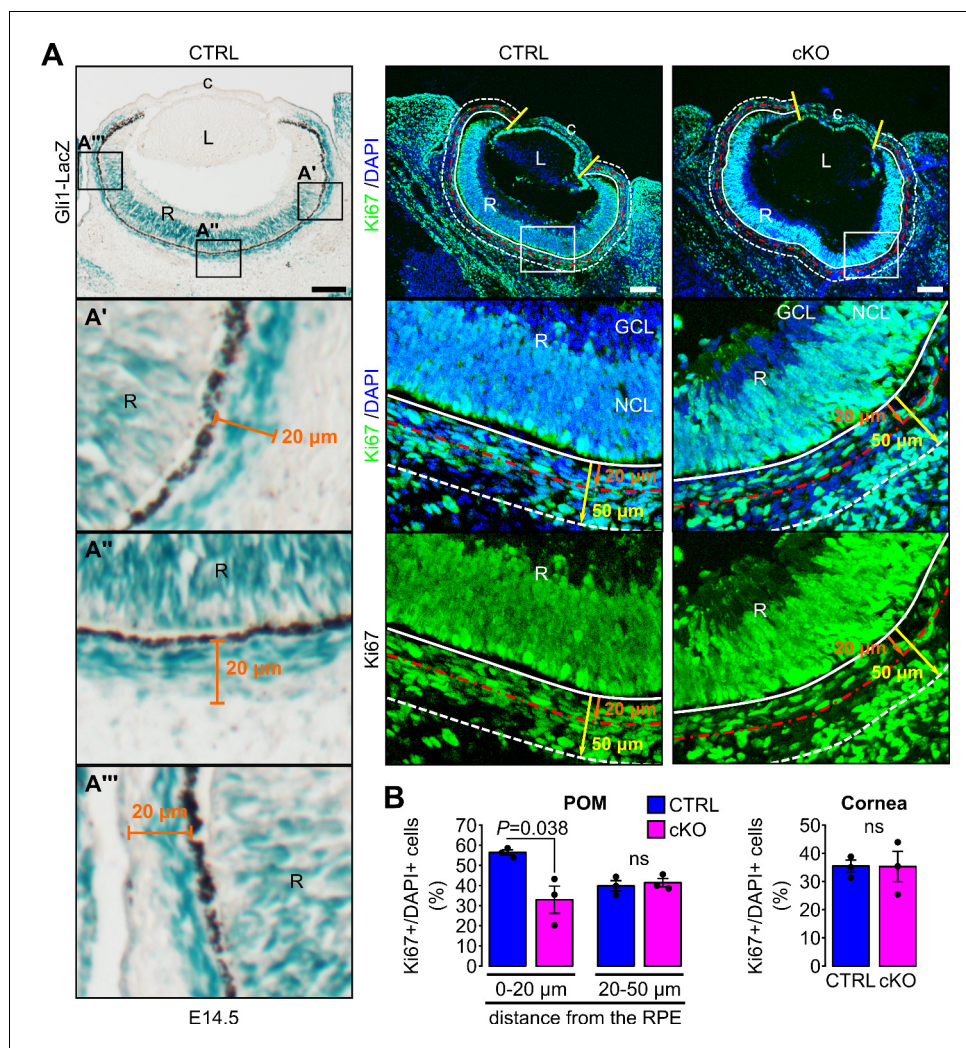 A
CTRL
CTRL
cKO
Gli1-LacZ
c
L
A'''
A'
R
A''
Ki67 /DAPI
c
L
R
c
L
R
A'
R
20 µm
Ki67 /DAPI
GCL
R
NCL
20 µm
50 µm
GCL
NCL
R
20 µm
50 µm
A''
R
20 µm
Ki67
R
20 µm
50 µm
R
20 µm
50 µm
A'''
20 µm
R
E14.5
B
POM
CTRL
cKO
Cornea
Ki67+/DAPI+ cells
(%)
70
60
50
40
30
20
10
0
P=0.038
ns
0-20 µm
20-50 µm
distance from the RPE
Ki67+/DAPI+ cells
(%)
50
40
30
20
10
0
ns
CTRL cKO